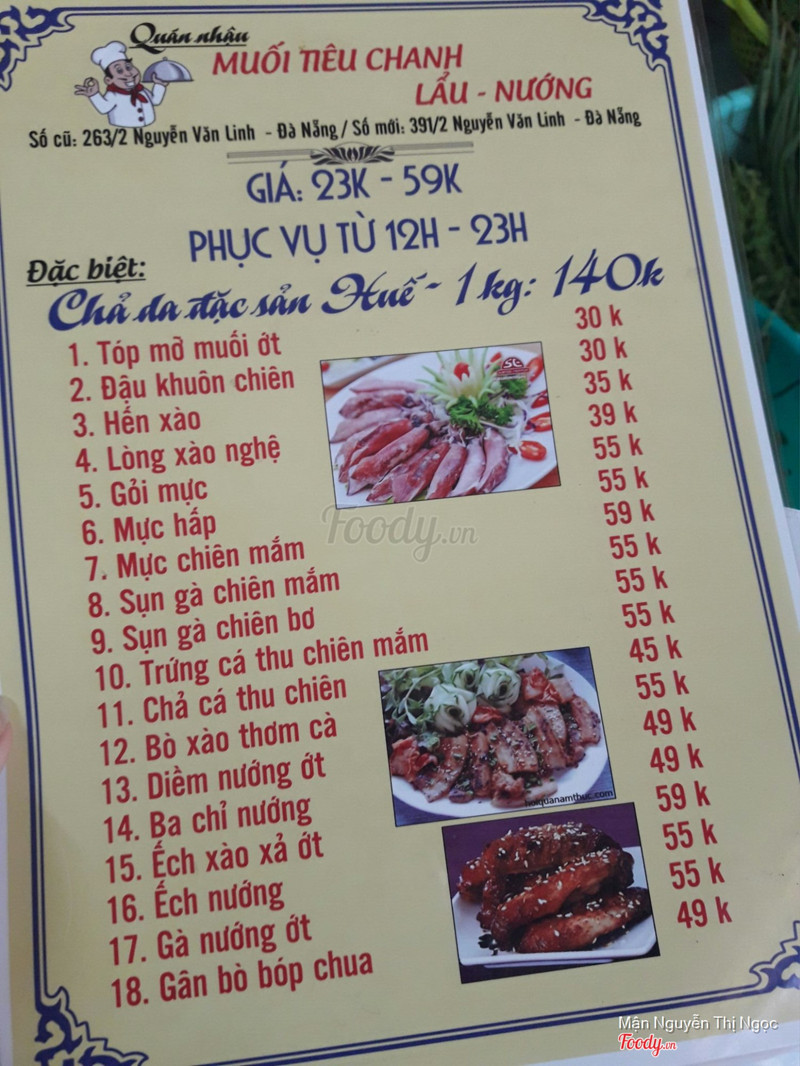 Quán nhậu
MUỐI TIÊU CHANH
LẨU - NƯỚNG
Số cũ: 263/2 Nguyễn Văn Linh - Đà Nẵng / Số mới: 391/2 Nguyễn Văn Linh - Đà Nẵng
GIÁ: 23K - 59K
PHỤC VỤ TỪ 12H - 23H
Đặc biệt:
Chả da đặc sản Huế - 1 kg: 140k
1. Tóp mỡ muối ớt 30 k
2. Đậu khuôn chiên 30 k
3. Hến xào 35 k
4. Lòng xào nghệ 39 k
5. Gỏi mực 55 k
6. Mực hấp 55 k
7. Mực chiên mắm 59 k
8. Sụn gà chiên mắm 55 k
9. Sụn gà chiên bơ 55 k
10. Trứng cá thu chiên mắm 55 k
11. Chả cá thu chiên 45 k
12. Bò xào thơm cà 55 k
13. Diềm nướng ớt 49 k
14. Ba chỉ nướng 49 k
15. Ếch xào xả ớt 59 k
16. Ếch nướng 55 k
17. Gà nướng ớt 55 k
18. Gân bò bóp chua 49 k
SC
Foody.vn
hoiquanamthuc.com
Mận Nguyễn Thị Ngọc
Foody.vn